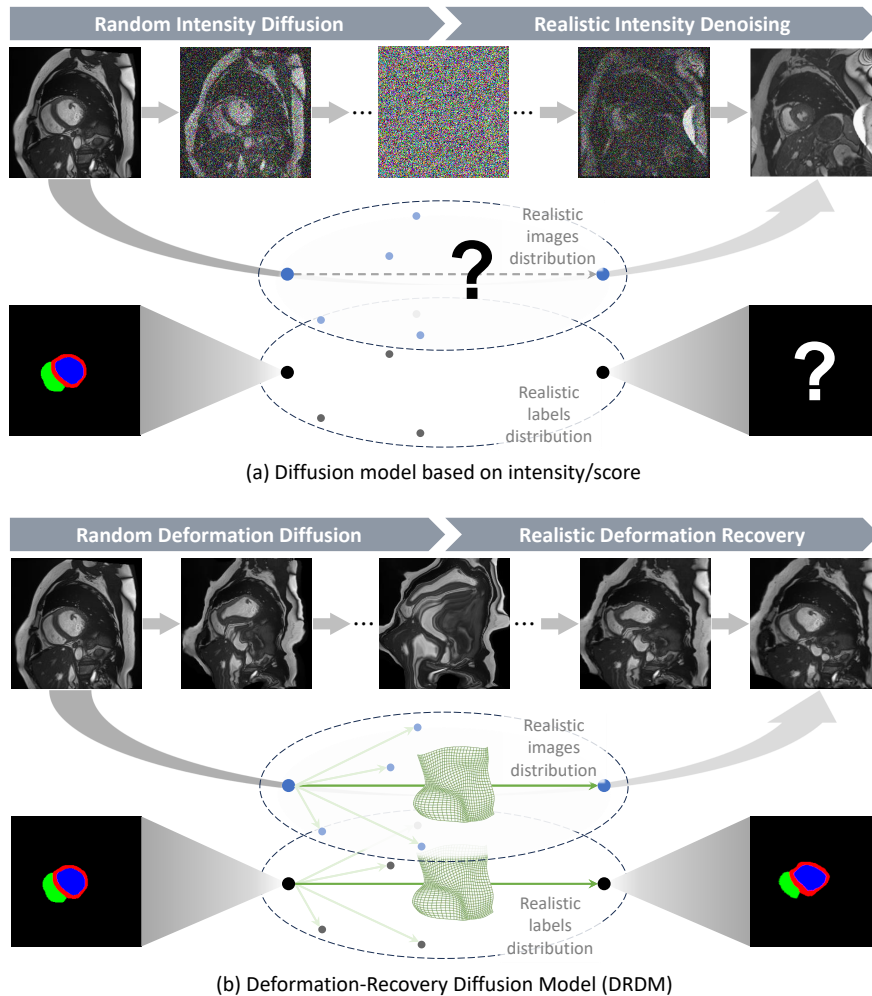 Random Intensity Diffusion
Realistic Intensity Denoising
...
...
Realistic
images
distribution
?
?
Realistic
labels
distribution
(a) Diffusion model based on intensity/score
Random Deformation Diffusion
Realistic Deformation Recovery
...
...
Realistic
images
distribution
Realistic
labels
distribution
(b) Deformation-Recovery Diffusion Model (DRDM)